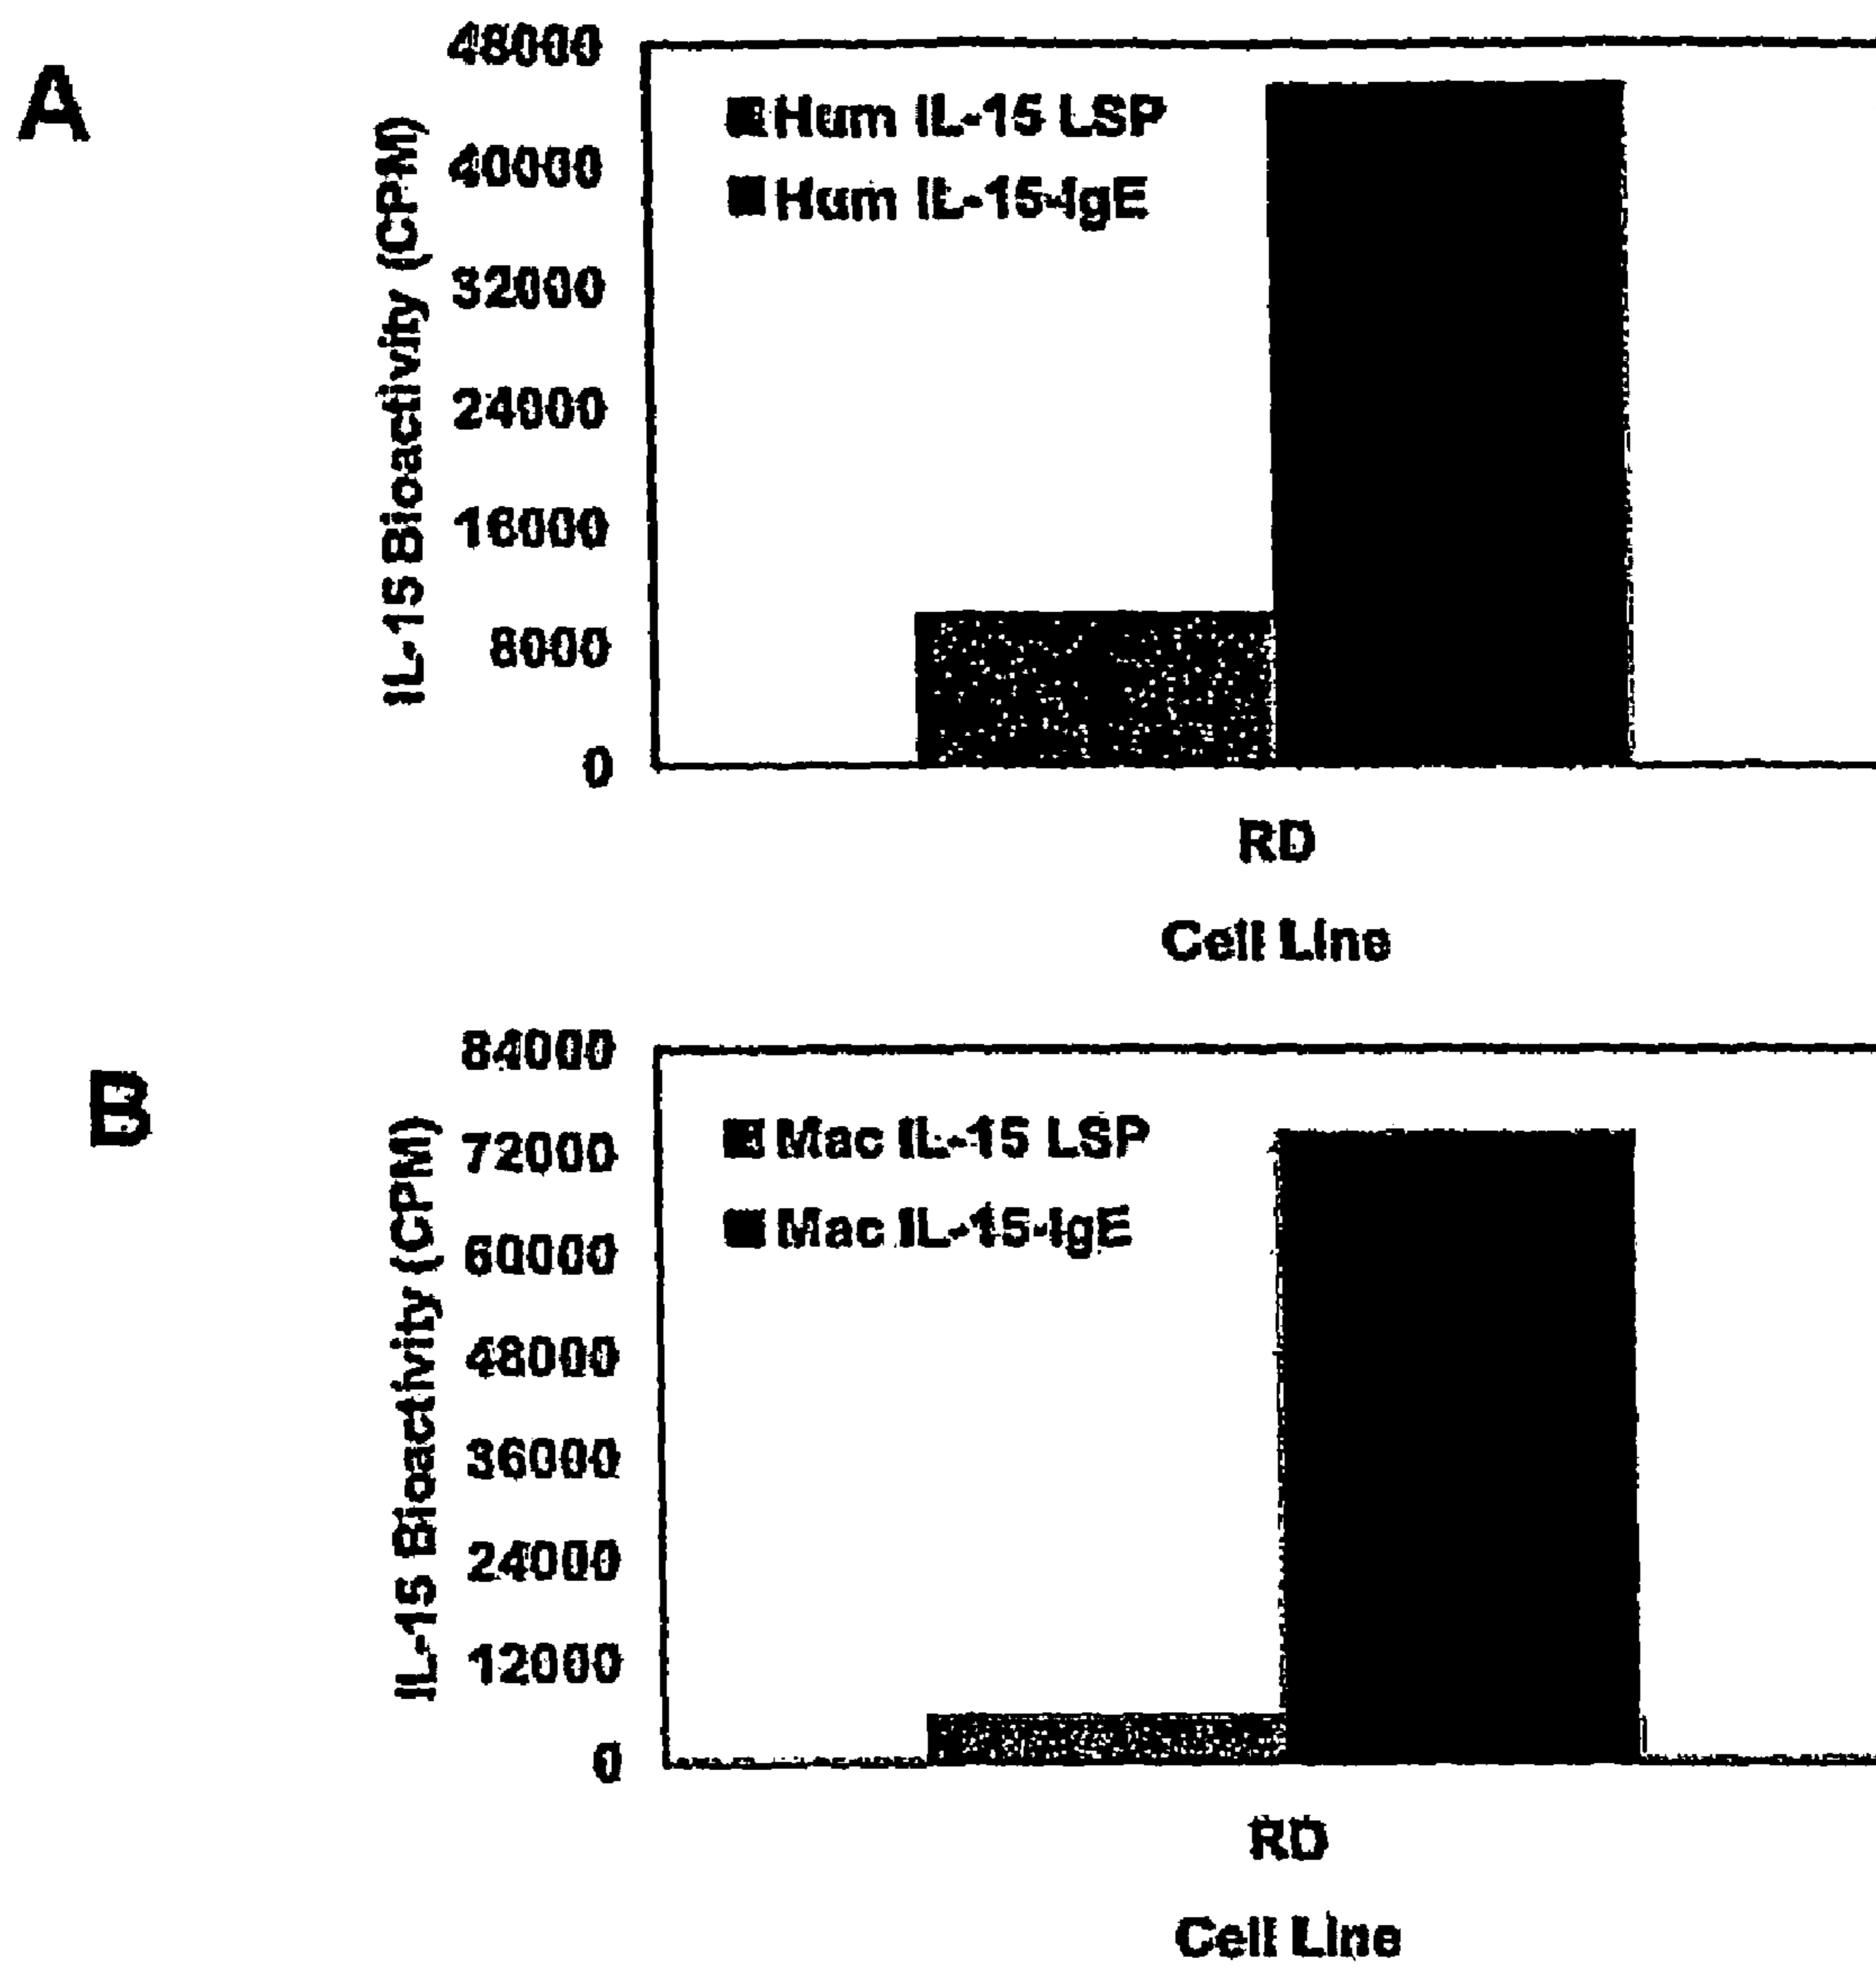 A
IL-15 Bioactivity (CPM)
48000
40000
32000
24000
16000
8000
0
Hum IL-15 LSP
Hum IL-15-IgE
RD
Cell Line
B
IL-15 Bioactivity (CPM)
84000
72000
60000
48000
36000
24000
12000
0
Mac IL-15 LSP
Mac IL-15-IgE
RD
Cell Line